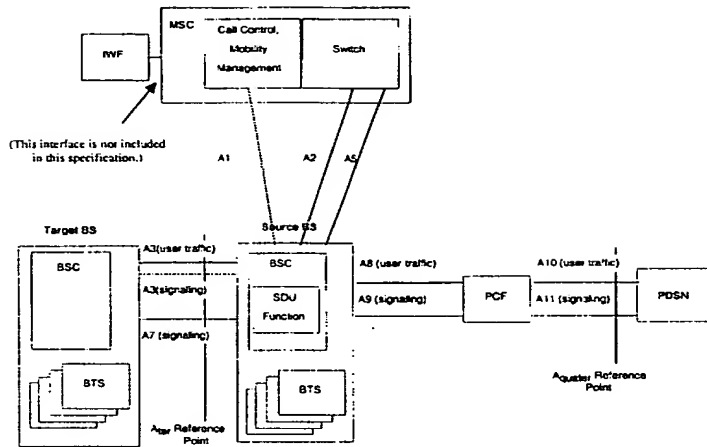 MSC
Call Control,
Mobility
Management
Switch
IWF
(This interface is not included
in this specification.)
A1
A2
A5
Target BS
Source BS
A3(user traffic)
BSC
BSC
A8 (user traffic)
A10 (user traffic)
A3(signalling)
SDU
Function
A9 (signaling)
PCF
A11 (signaling)
PDSN
A7 (signaling)
BTS
BTS
Aquater Reference
Point
Ater Reference
Point